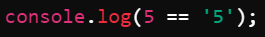 console.log(5 == '5');